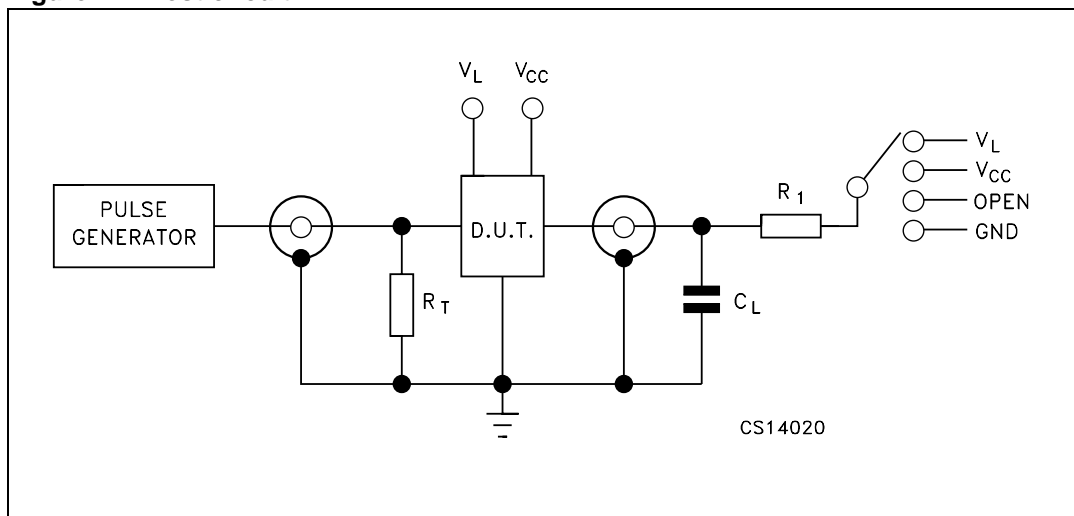 V_L
V_CC
V_L
V_CC
OPEN
GND
R_1
PULSE
GENERATOR
D.U.T.
R_T
C_L
CS14020